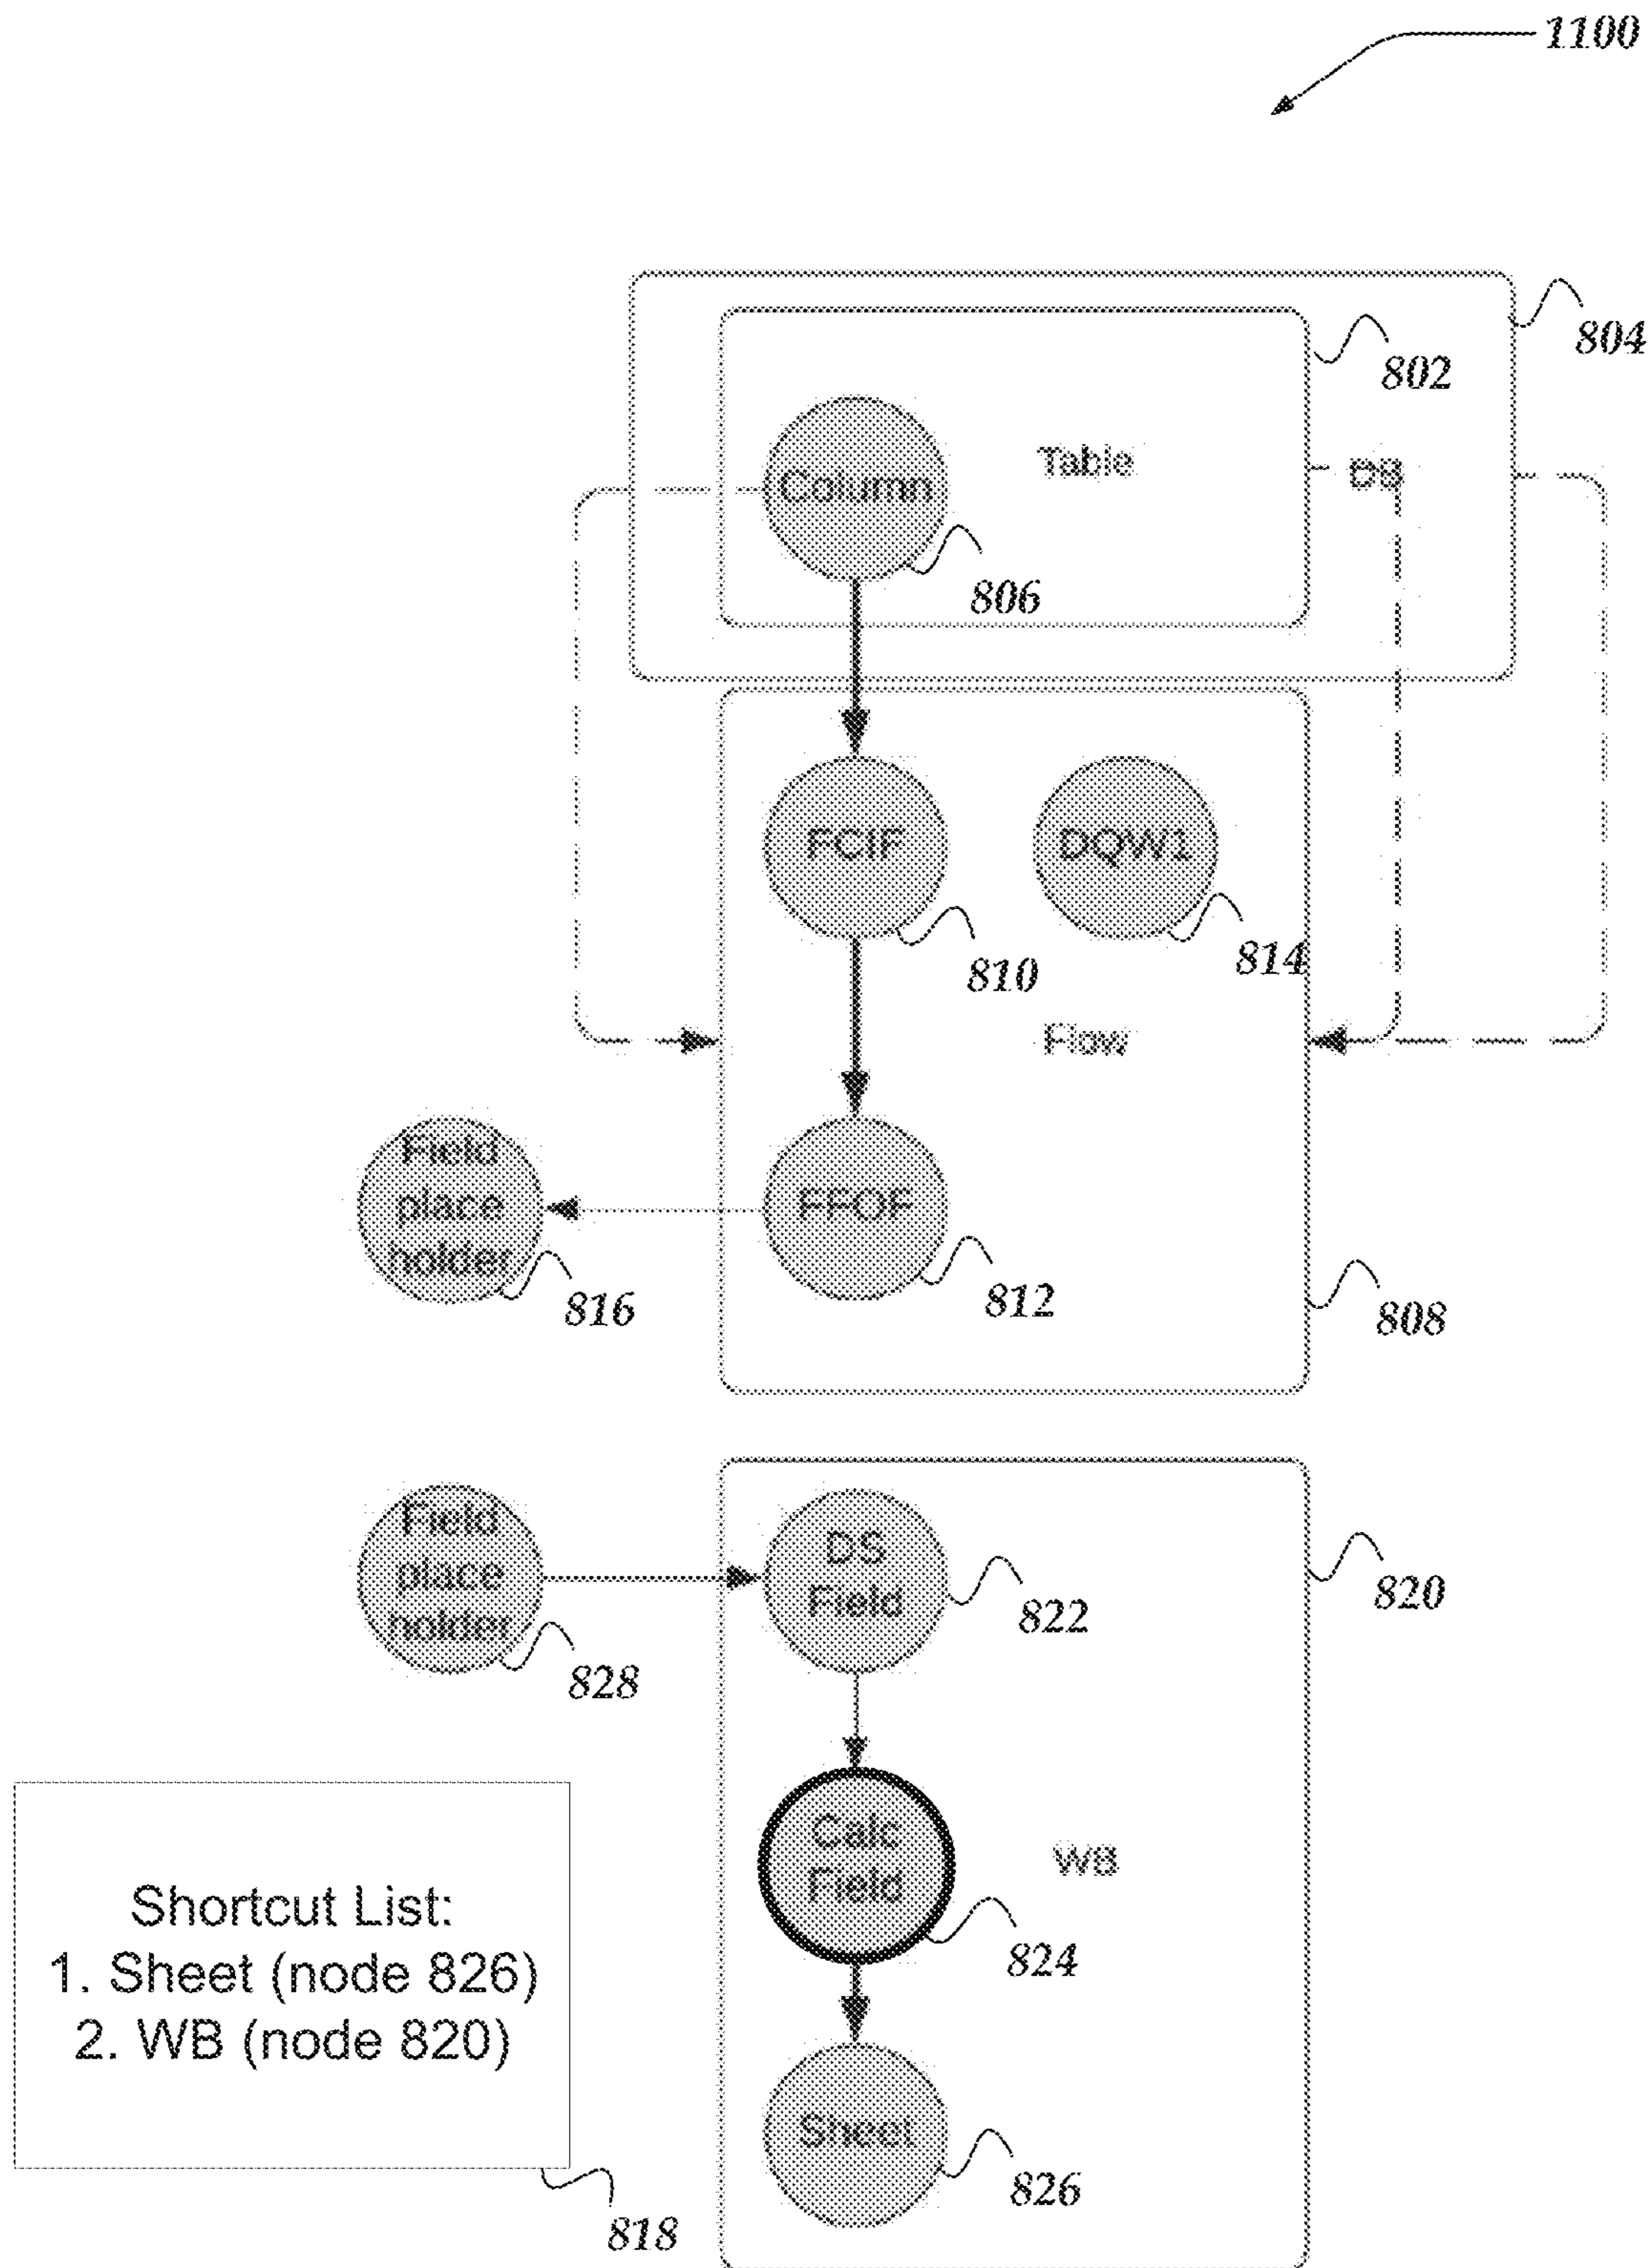 1100
804
802
Table
DB
Column
806
FCIF
DQW1
810
814
Flow
Field
place
holder
FFOF
816
812
808
Field
place
holder
DS
Field
822
820
828
Calc
Field
WB
824
Shortcut List:
1. Sheet (node 826)
2. WB (node 820)
Sheet
826
818